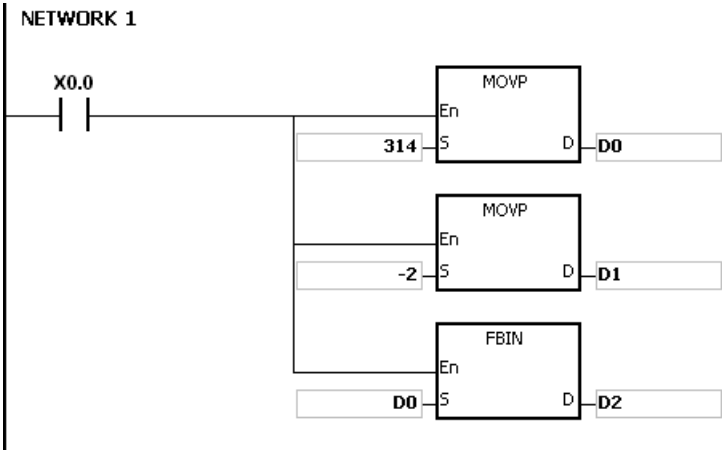 NETWORK 1
X0.0
MOVP
En
314 S D D0
MOVP
En
-2 S D D1
FBIN
En
D0 S D D2